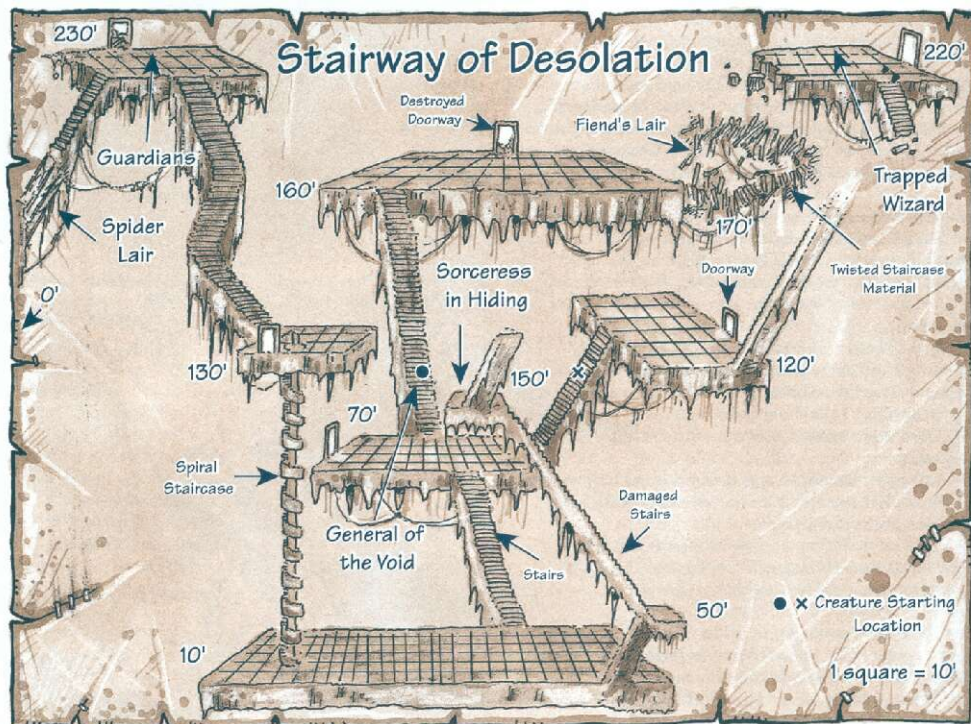 230'
Stairway of Desolation
220'
Destroyed
Doorway
Fiend's Lair
Guardians
160'
Trapped
Wizard
Spider
Lair
170'
Sorceress
in Hiding
Doorway
Twisted Staircase
Material
0'
130'
150'
120'
70'
Spiral
Staircase
Damaged
Stairs
General of
the Void
Stairs
50'
Creature Starting
Location
10'
1 square = 10'